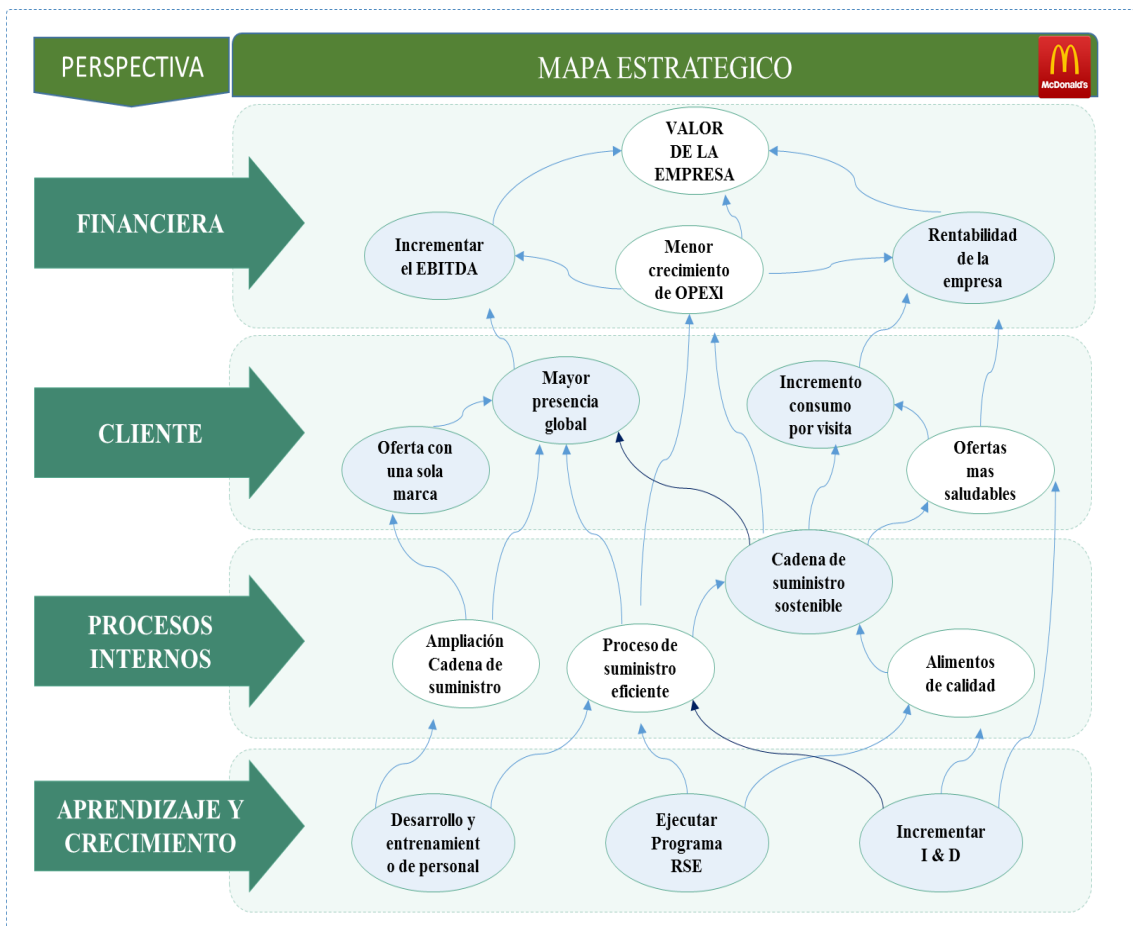 PERSPECTIVA
MAPA ESTRATEGICO
McDonald's
FINANCIERA
VALOR
DE LA
EMPRESA
Incrementar
el EBITDA
Menor
crecimiento
de OPEXl
Rentabilidad
de la
empresa
CLIENTE
Mayor
presencia
global
Incremento
consumo
por visita
Oferta con
una sola
marca
Ofertas
mas
saludables
PROCESOS
INTERNOS
Cadena de
suministro
sostenible
Ampliación
Cadena de
suministro
Proceso de
suministro
eficiente
Alimentos
de calidad
APRENDIZAJE Y
CRECIMIENTO
Desarrollo y
entrenamient
o de personal
Ejecutar
Programa
RSE
Incrementar
I & D